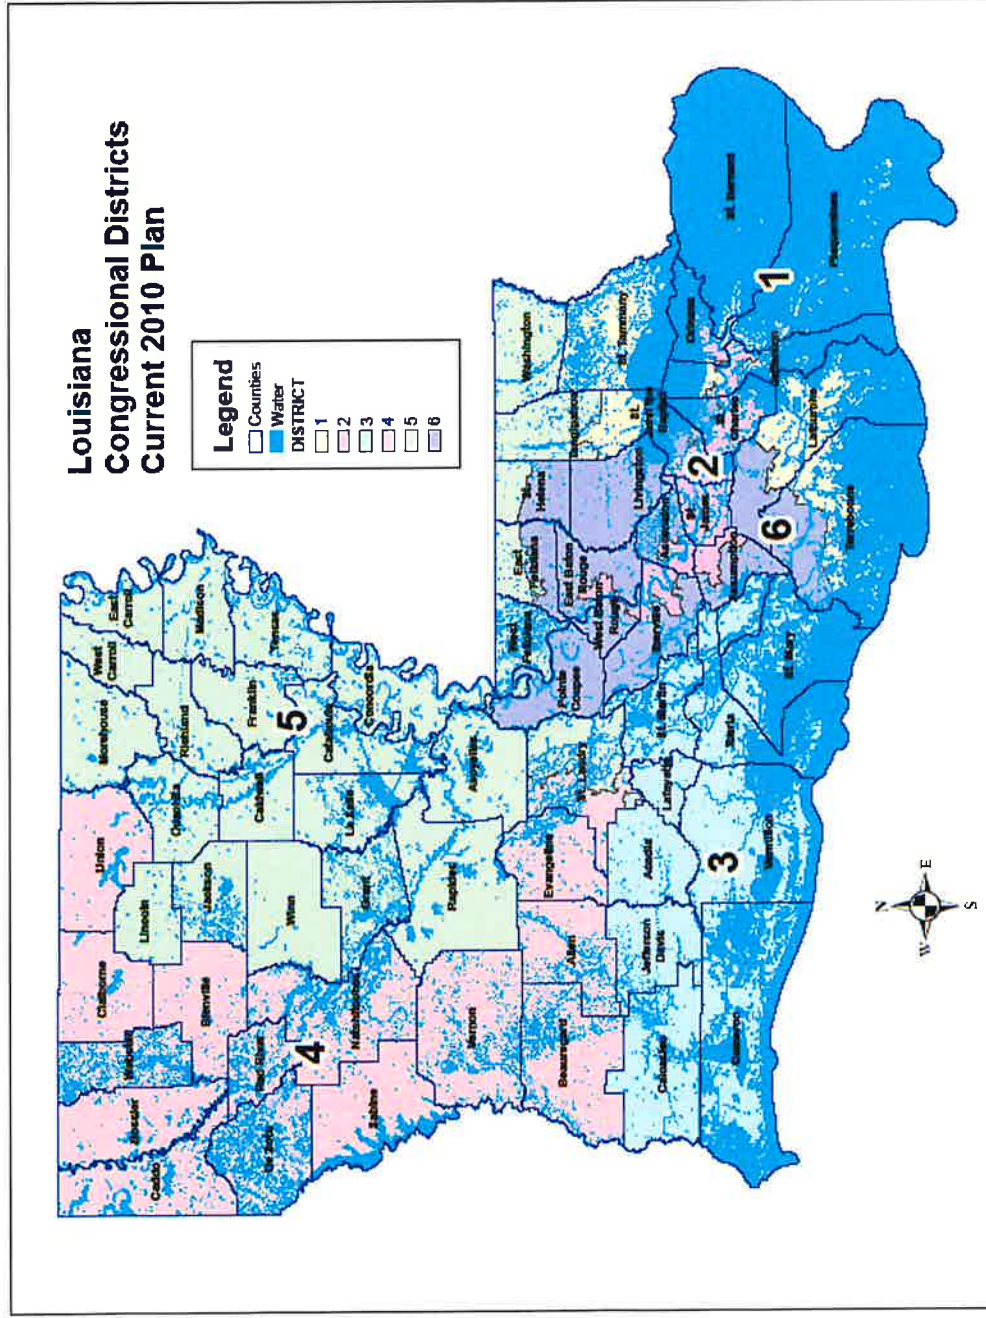 Louisiana
Congressional Districts
Current 2010 Plan
Legend
Counties
Water
DISTRICT
1
2
3
4
5
6
Caddo
Bossier
Webster
Claiborne
Union
Morehouse
West
Carroll
East
Carroll
Lincoln
Ouachita
Richland
Madison
Bienville
Jackson
De Soto
Red River
Caldwell
Franklin
Tensas
Winn
5
4
Natchitoches
Grant
La Salle
Catahoula
Concordia
Sabine
Vernon
Rapides
Avoyelles
Beauregard
Allen
Evangeline
St. Landry
Pointe
Coupee
West
Feliciana
East
Feliciana
St.
Helena
Tangipahoa
Washington
East Baton
Rouge
West Baton
Rouge
Livingston
St. Tammany
Calcasieu
Jefferson
Davis
Acadia
Lafayette
St. Martin
Iberville
Ascension
St.
John The
Baptist
Orleans
St. Bernard
Cameron
3
Vermilion
Iberia
St. Mary
Assumption
St.
James
2
St.
Charles
Jefferson
1
6
Lafourche
Terrebonne
Plaquemines
N
W
E
S